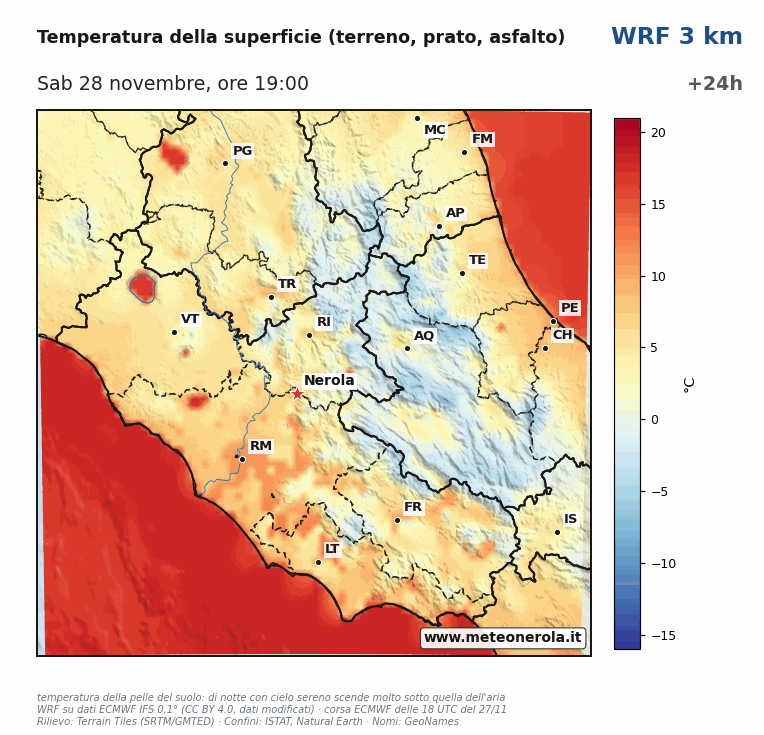 Temperatura della superficie (terreno, prato, asfalto)
WRF 3 km
Sab 28 novembre, ore 19:00
+24h
MC
FM
PG
AP
TE
TR
PE
VT
RI
CH
AQ
Nerola
RM
FR
IS
LT
www.meteonerola.it
20
15
10
5
0
−5
−10
−15
°C
temperatura della pelle del suolo: di notte con cielo sereno scende molto sotto quella dell'aria
WRF su dati ECMWF IFS 0,1° (CC BY 4.0, dati modificati) · corsa ECMWF delle 18 UTC del 27/11
Rilievo: Terrain Tiles (SRTM/GMTED) · Confini: ISTAT, Natural Earth · Nomi: GeoNames